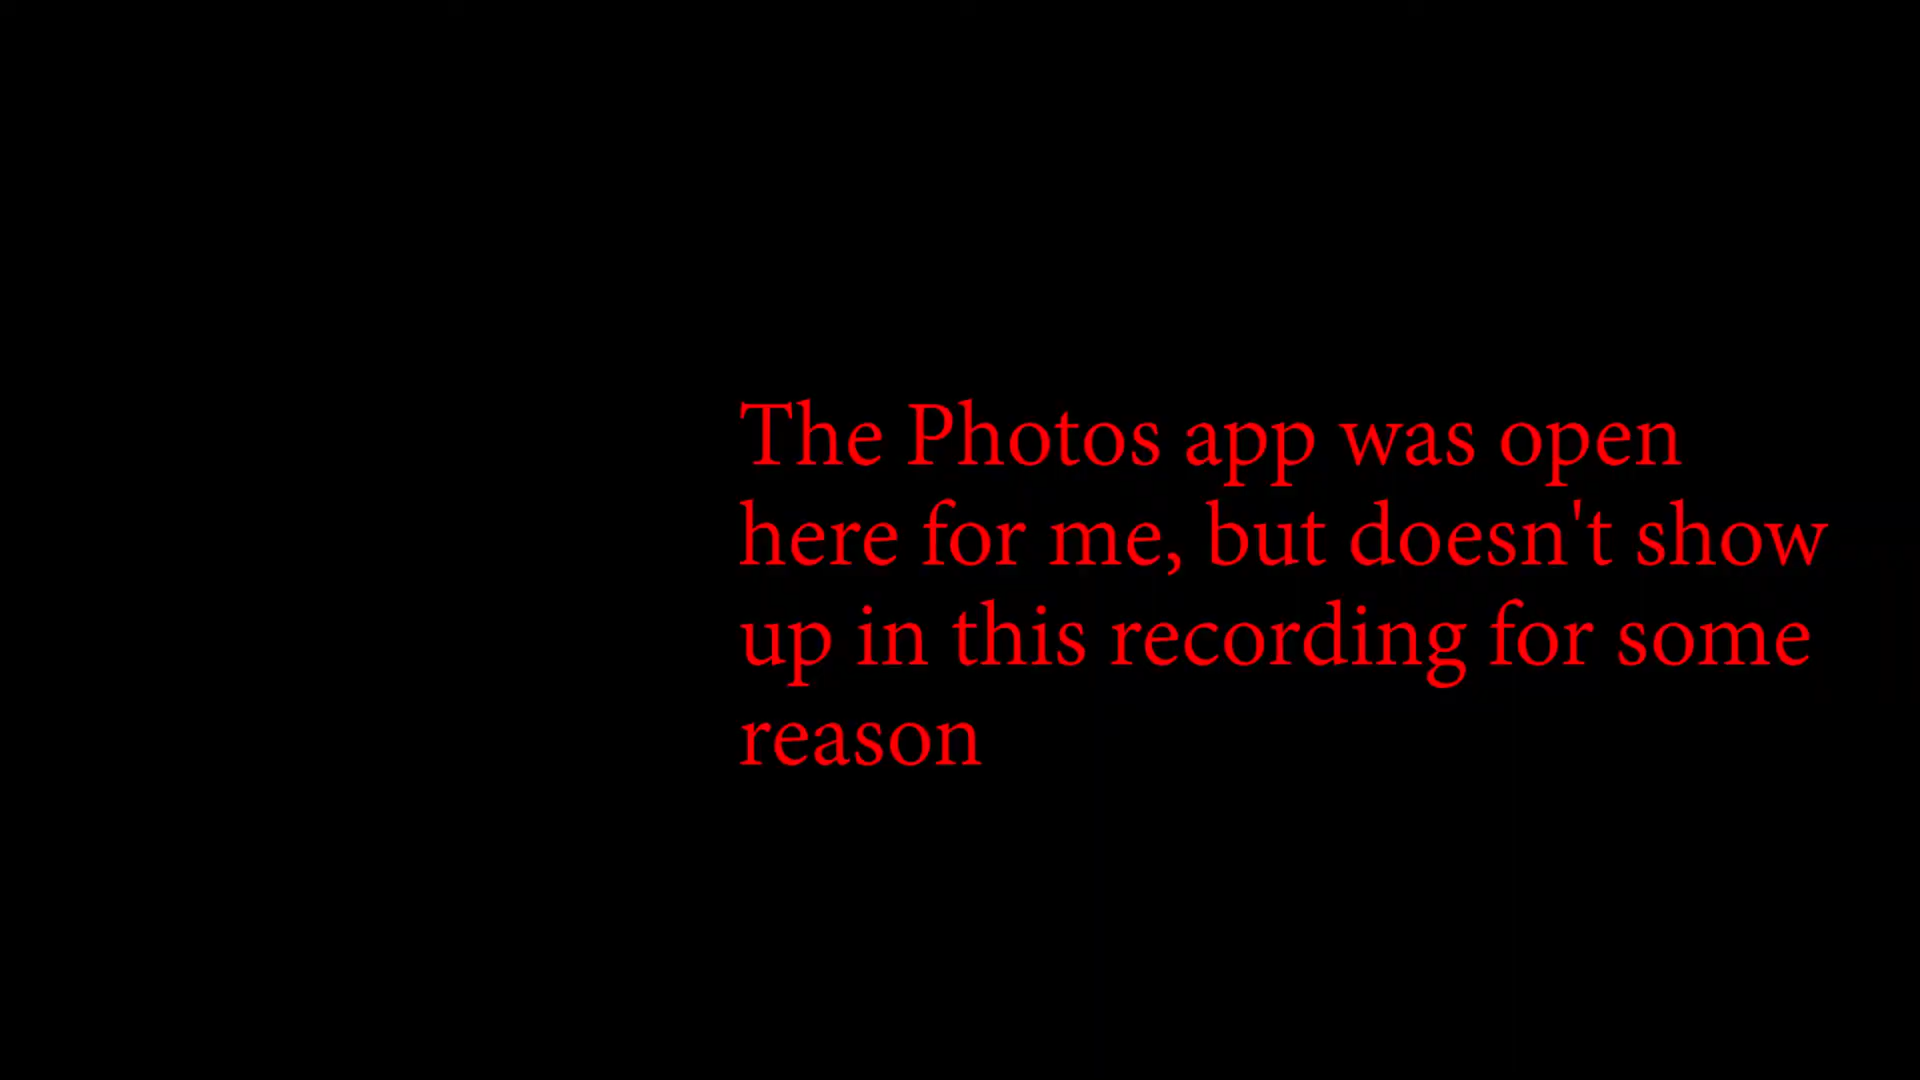 The Photos app was open
here for me, but doesn't show
up in this recording for some
reason